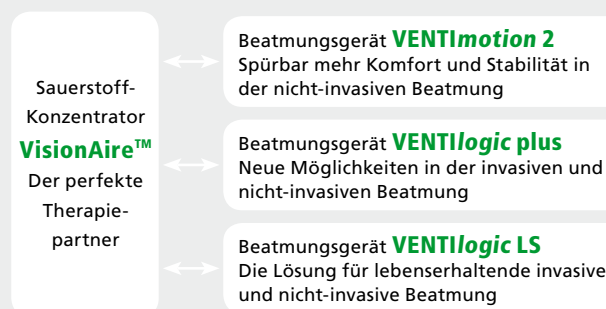 Sauerstoff-
Konzentrator
VisionAire™
Der perfekte
Therapie-
partner
Beatmungsgerät VENTImotion 2
Spürbar mehr Komfort und Stabilität in
der nicht-invasiven Beatmung
Beatmungsgerät VENTIlogic plus
Neue Möglichkeiten in der invasiven und
nicht-invasiven Beatmung
Beatmungsgerät VENTIlogic LS
Die Lösung für lebenserhaltende invasive
und nicht-invasive Beatmung